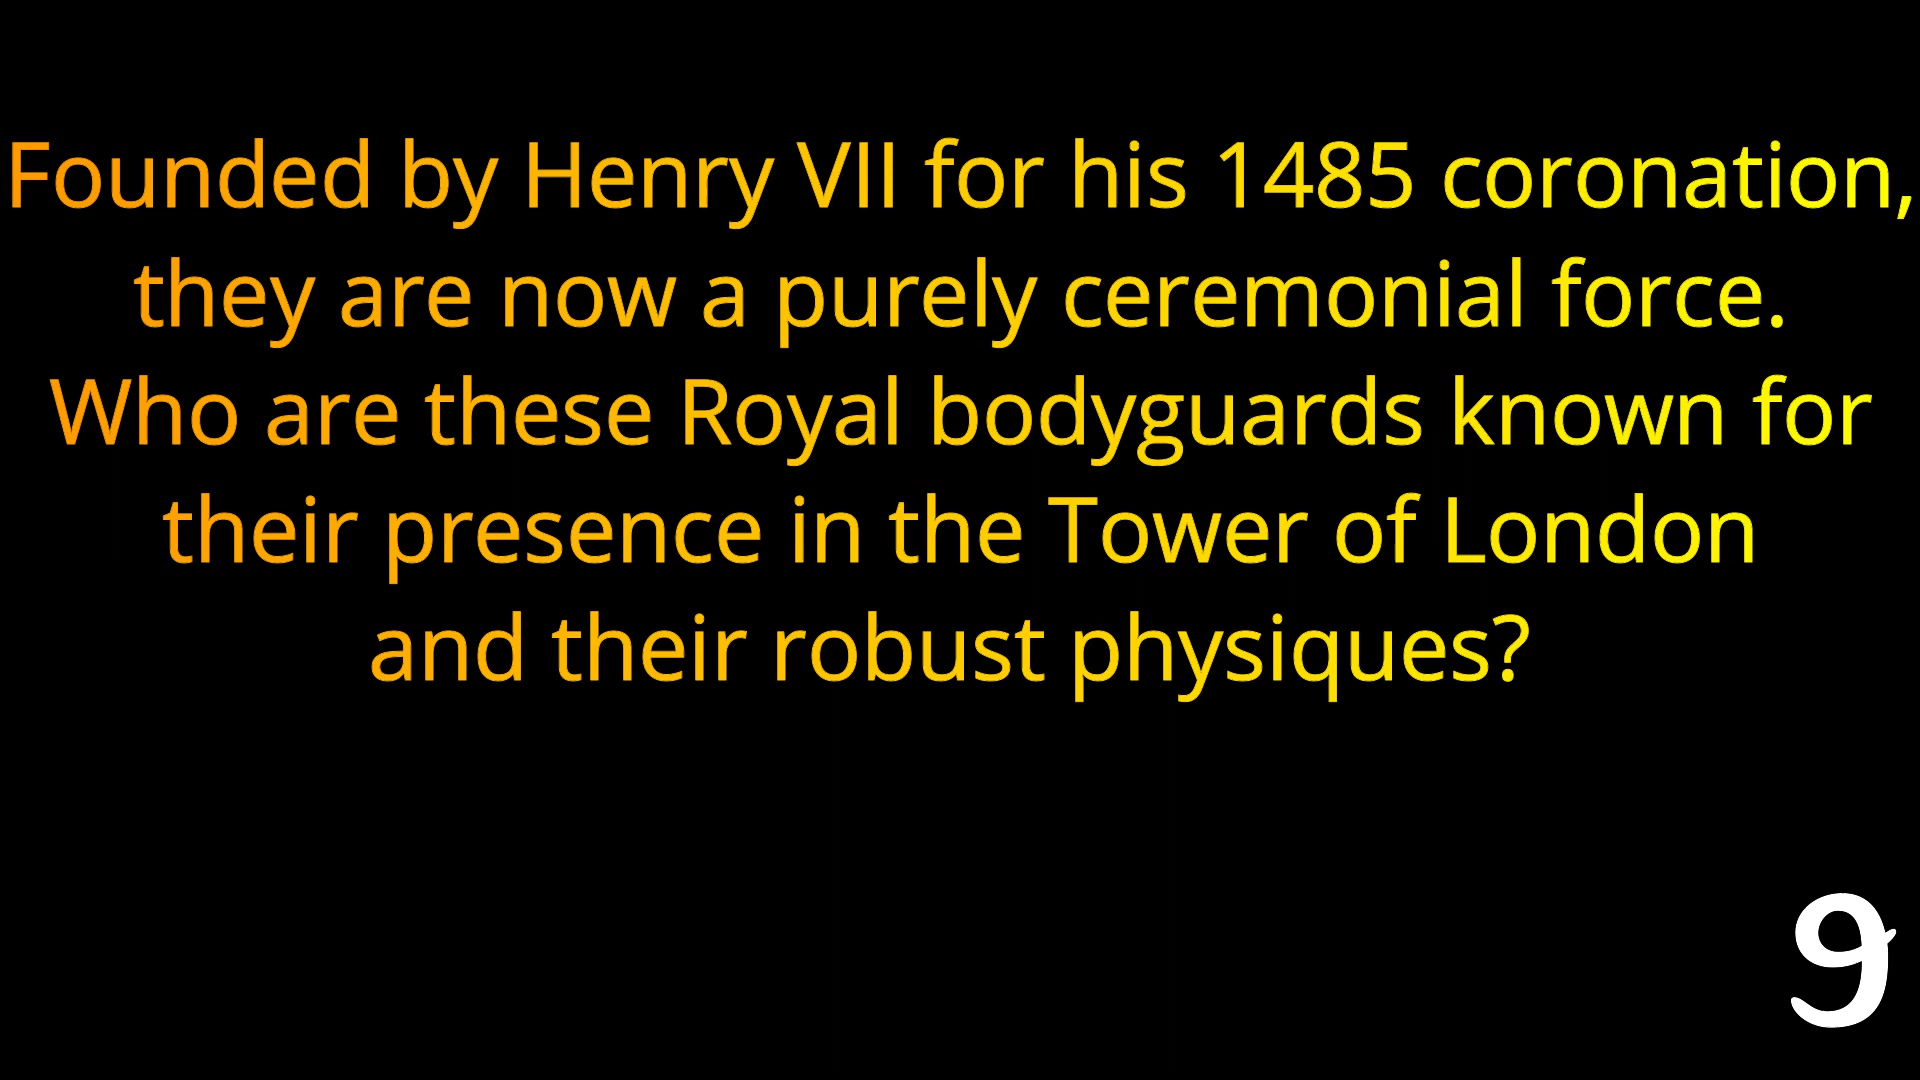 Founded by Henry VII for his 1485 coronation,
they are now a purely ceremonial force.
Who are these Royal bodyguards known for
their presence in the Tower of London
and their robust physiques?
9